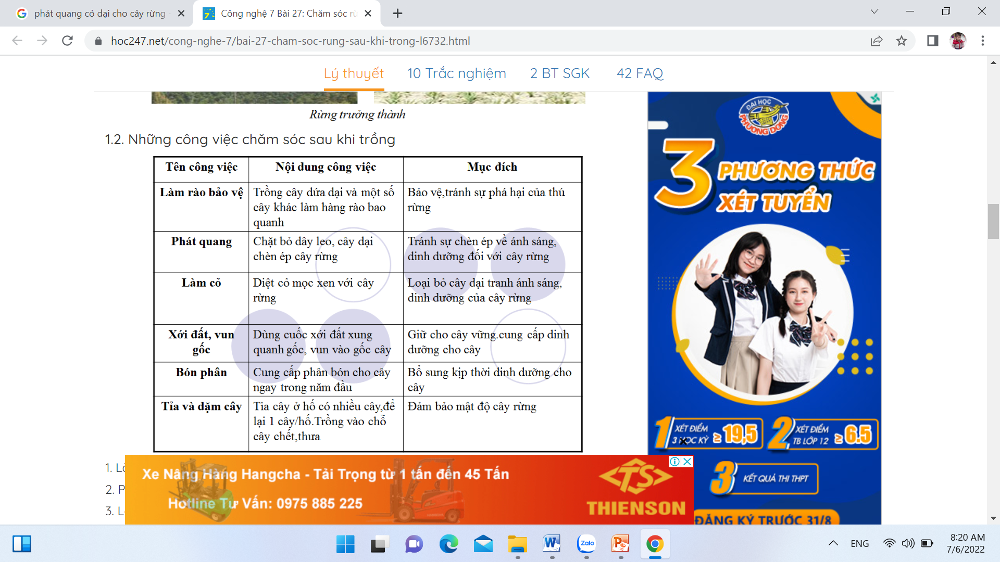 phát quang cỏ dại cho cây rừng
Công nghệ 7 Bài 27: Chăm sóc rừ
hoc247.net/cong-nghe-7/bai-27-cham-soc-rung-sau-khi-trong-l6732.html
Lý thuyết 10 Trắc nghiệm 2 BT SGK 42 FAQ
Rừng trưởng thành
1.2. Những công việc chăm sóc sau khi trồng
Tên công việc Nội dung công việc Mục đích
Làm rào bảo vệ
Trồng cây dứa dại và một số
cây khác làm hàng rào bao
quanh
Bảo vệ,tránh sự phá hại của thú
rừng
Phát quang
Chặt bỏ dây leo, cây dại
chèn ép cây rừng
Tránh sự chèn ép về ánh sáng,
dinh dưỡng đối với cây rừng
Làm cỏ
Diệt cỏ mọc xen với cây
rừng
Loại bỏ cây dại tranh ánh sáng,
dinh dưỡng của cây rừng
Xới đất, vun
gốc
Dùng cuốc xới đất xung
quanh gốc, vun vào gốc cây
Giữ cho cây vững.cung cấp dinh
dưỡng cho cây
Bón phân
Cung cấp phân bón cho cây
ngay trong năm đầu
Bổ sung kịp thời dinh dưỡng cho
cây
Tỉa và dặm cây
Tỉa cây ở hố có nhiều cây,để
lại 1 cây/hố.Trồng vào chỗ
cây chết,thưa
Đảm bảo mật độ cây rừng
1. Là
2. P
3. L
Xe Nâng Hàng Hangcha - Tải Trọng từ 1 tấn đến 45 Tấn
Hotline Tư Vấn: 0975 885 225
TS
THIENSON
ĐẠI HỌC
PHƯƠNG ĐÔNG
3 PHƯƠNG THỨC
XÉT TUYỂN
1 XÉT ĐIỂM
3 HỌC KỲ ≥ 19,5
2 XÉT ĐIỂM
TB LỚP 12 ≥ 6.5
3 KẾT QUẢ THI THPT
ĐĂNG KÝ TRƯỚC 31/8
Zalo
ENG
8:20 AM
7/6/2022